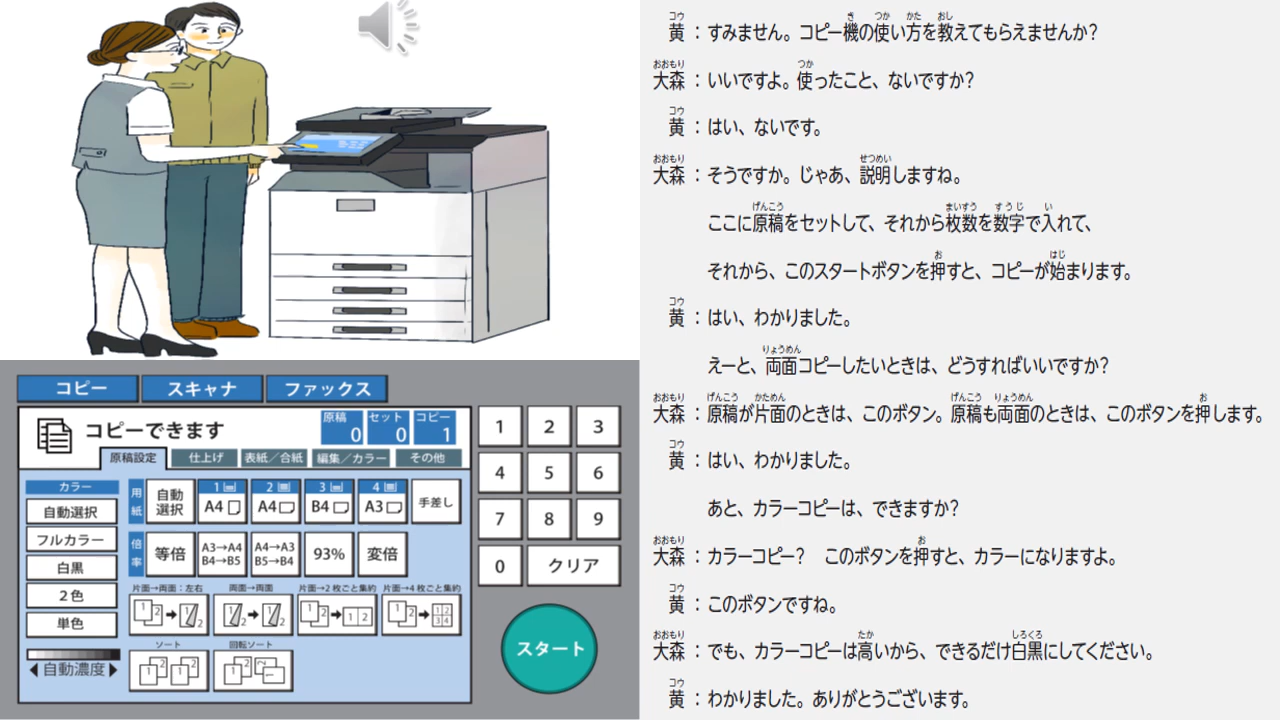 黄：すみません。コピー機の使い方を教えてもらえませんか？
大森：いいですよ。使ったこと、ないですか？
黄：はい、ないです。
大森：そうですか。じゃあ、説明しますね。
ここに原稿をセットして、それから枚数を数字で入れて、
それから、このスタートボタンを押すと、コピーが始まります。
黄：はい、わかりました。
えーと、両面コピーしたいときは、どうすればいいですか？
大森：原稿が片面のときは、このボタン。原稿も両面のときは、このボタンを押します。
黄：はい、わかりました。
あと、カラーコピーは、できますか？
大森：カラーコピー？　このボタンを押すと、カラーになりますよ。
黄：このボタンですね。
大森：でも、カラーコピーは高いから、できるだけ白黒にしてください。
黄：わかりました。ありがとうございます。
コピー スキャナ ファックス
コピーできます
原稿 0 セット 0 コピー 1
原稿設定 仕上げ 表紙／合紙 編集／カラー その他
カラー
自動選択
フルカラー
白黒
２色
単色
自動濃度
用紙 自動選択 1 A4 2 A4 3 B4 4 A3 手差し
倍率 等倍 A3→A4 B4→B5 A4→A3 B5→B4 93% 変倍
片面→両面：左右 両面→両面 片面→2枚ごと集約 片面→4枚ごと集約
ソート 回転ソート
1 2 3
4 5 6
7 8 9
0 クリア
スタート